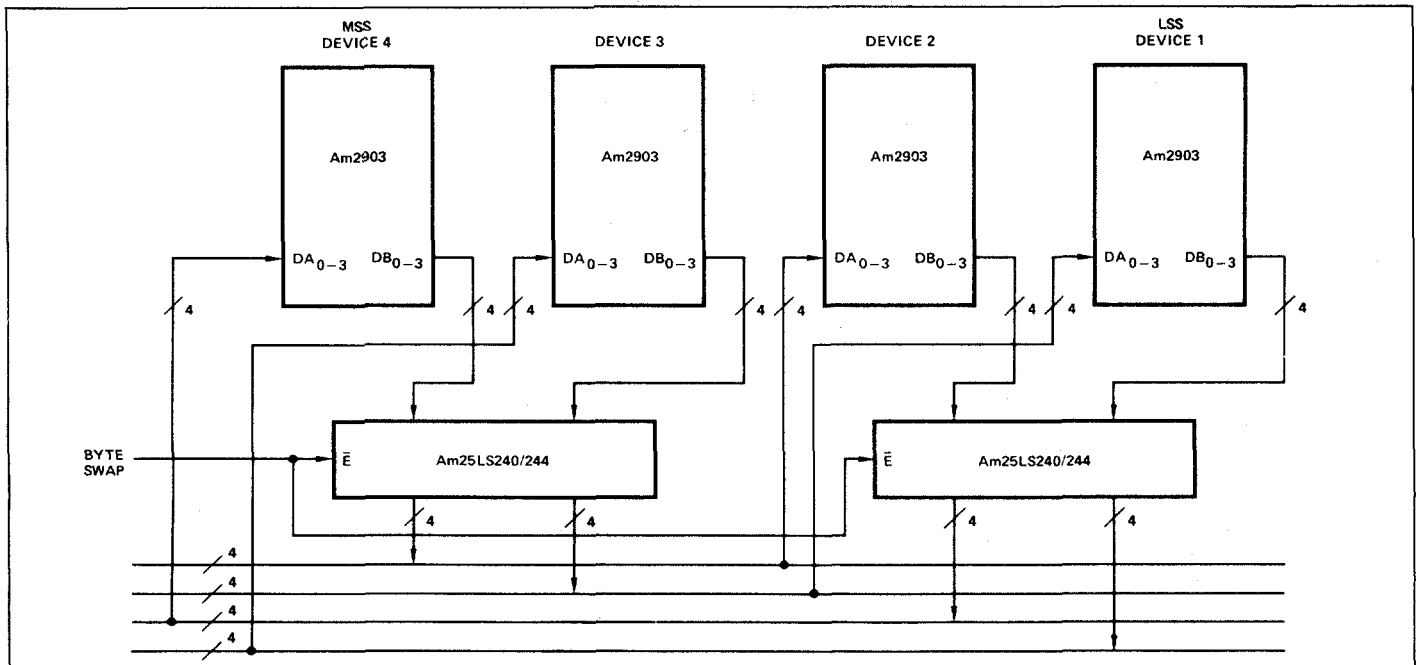 MSS
DEVICE 4
DEVICE 3
DEVICE 2
LSS
DEVICE 1
Am2903
Am2903
Am2903
Am2903
DA0–3 DB0–3
DA0–3 DB0–3
DA0–3 DB0–3
DA0–3 DB0–3
4
4
4
4
4
4
4
4
BYTE
SWAP
E̅
Am25LS240/244
E̅
Am25LS240/244
4
4
4
4
4
4
4
4